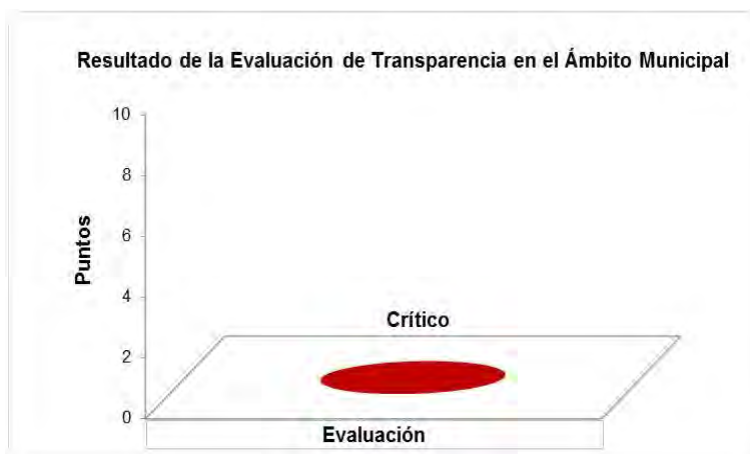 Resultado de la Evaluación de Transparencia en el Ámbito Municipal
10
8
6
4
2
0
Puntos
Crítico
Evaluación